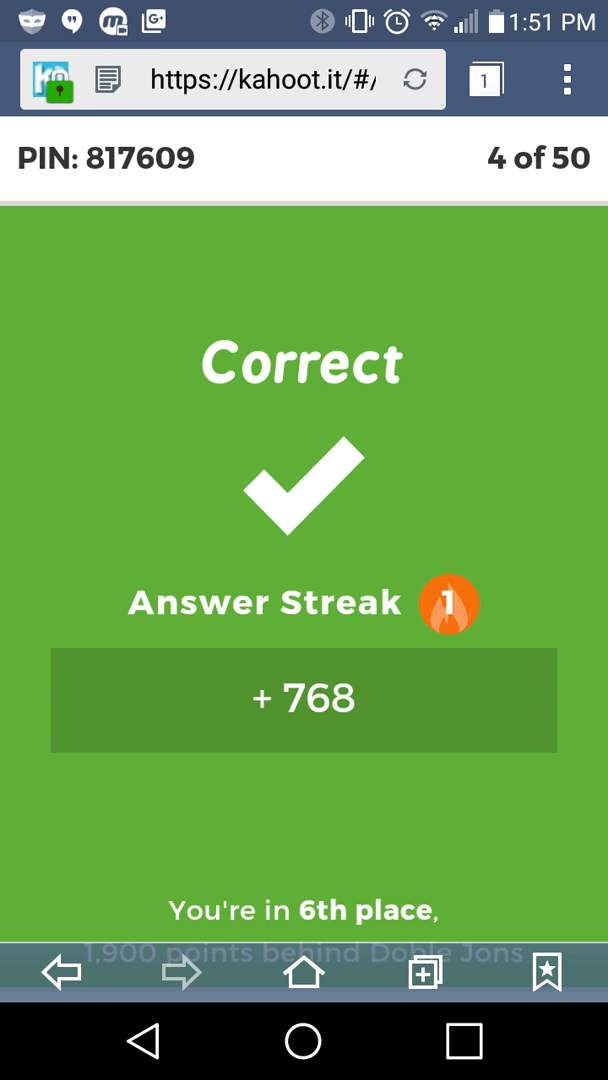 1:51 PM
https://kahoot.it/#/
1
PIN: 817609
4 of 50
Correct
Answer Streak 1
+ 768
You're in 6th place,
1,900 points behind Doble Jons